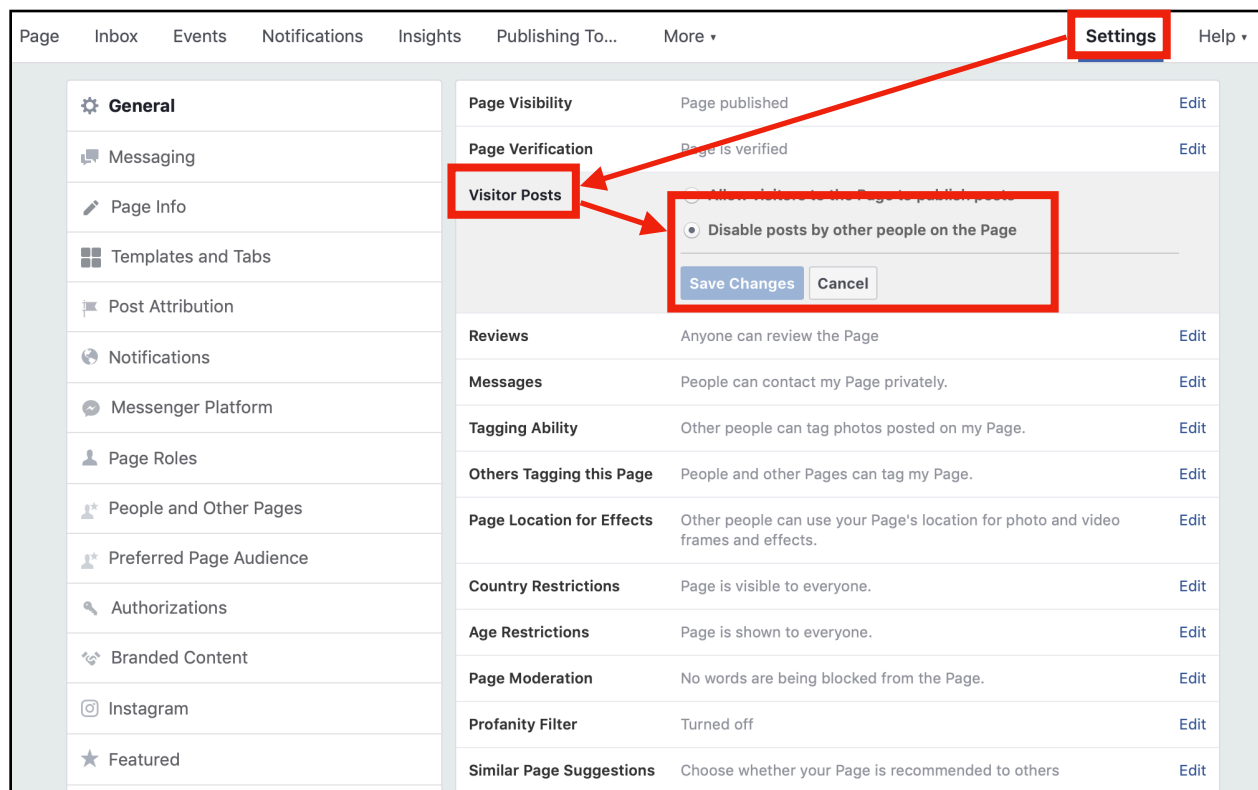 Page Inbox Events Notifications Insights Publishing To... More Settings Help
General
Messaging
Page Info
Templates and Tabs
Post Attribution
Notifications
Messenger Platform
Page Roles
People and Other Pages
Preferred Page Audience
Authorizations
Branded Content
Instagram
Featured
Page Visibility Page published Edit
Page Verification Page is verified Edit
Visitor Posts Allow visitors to the Page to publish posts
Disable posts by other people on the Page
Save Changes Cancel
Reviews Anyone can review the Page Edit
Messages People can contact my Page privately. Edit
Tagging Ability Other people can tag photos posted on my Page. Edit
Others Tagging this Page People and other Pages can tag my Page. Edit
Page Location for Effects Other people can use your Page's location for photo and video Edit
frames and effects.
Country Restrictions Page is visible to everyone. Edit
Age Restrictions Page is shown to everyone. Edit
Page Moderation No words are being blocked from the Page. Edit
Profanity Filter Turned off Edit
Similar Page Suggestions Choose whether your Page is recommended to others Edit